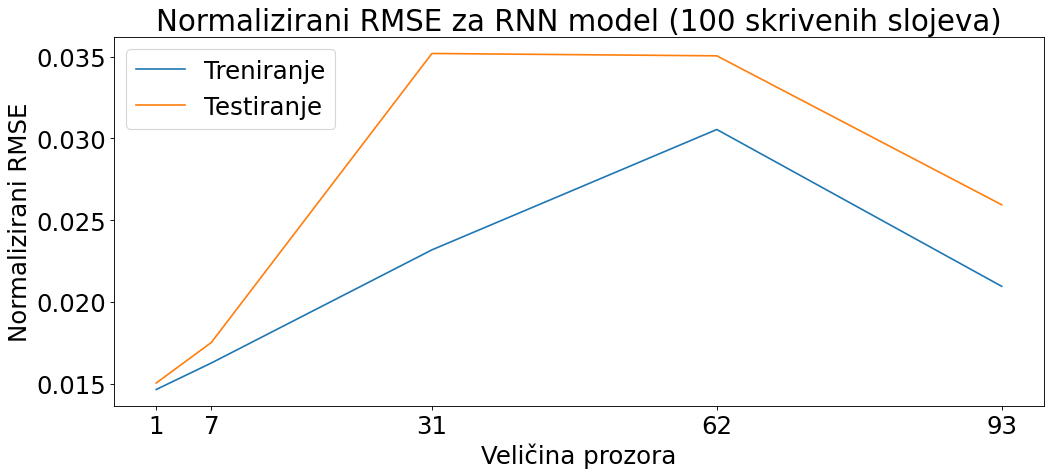 Normalizirani RMSE za RNN model (100 skrivenih slojeva)
Treniranje
Testiranje
Normalizirani RMSE
0.035
0.030
0.025
0.020
0.015
1 7 31 62 93
Veličina prozora